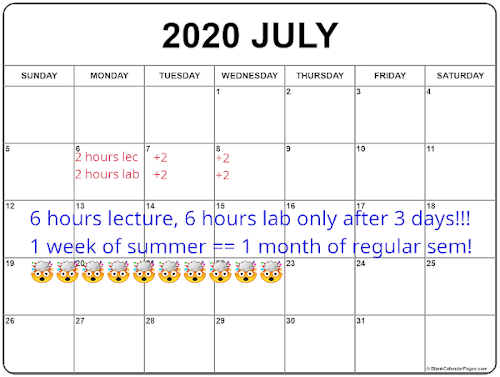 2020 JULY
SUNDAY MONDAY TUESDAY WEDNESDAY THURSDAY FRIDAY SATURDAY
1 2 3 4
5 6 7 8 9 10 11
2 hours lec +2 +2
2 hours lab +2 +2
12 13 14 15 16 17 18
6 hours lecture, 6 hours lab only after 3 days!!!
1 week of summer == 1 month of regular sem!
19 20 21 22 23 24 25
🤯🤯🤯🤯🤯🤯🤯🤯🤯🤯
26 27 28 29 30 31
© BlankCalendarPages.com